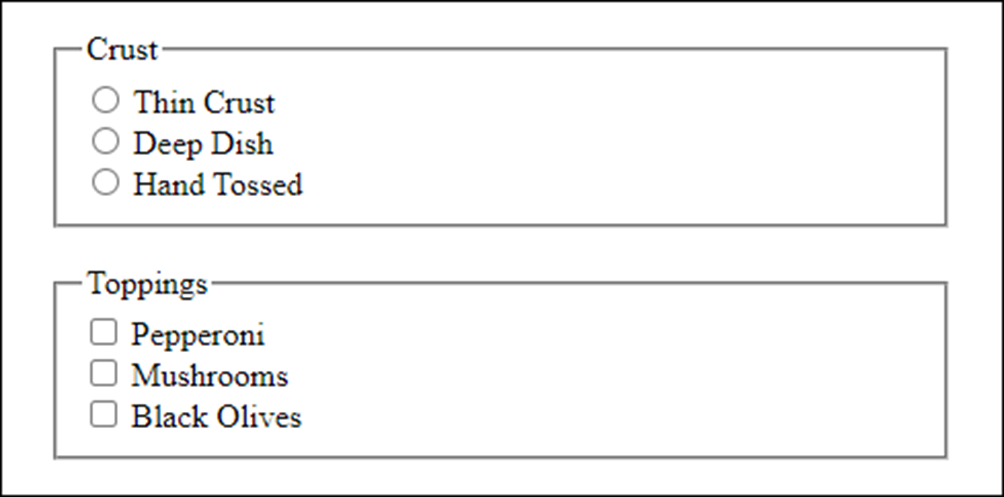 Crust
Thin Crust
Deep Dish
Hand Tossed
Toppings
Pepperoni
Mushrooms
Black Olives